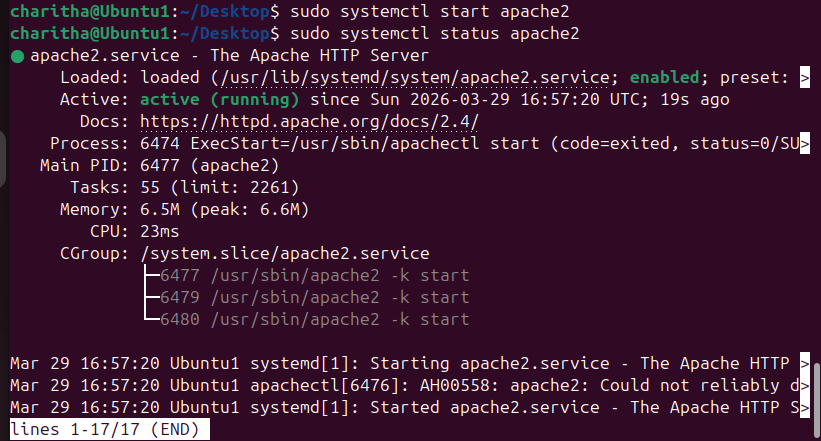 charitha@Ubuntu1:~/Desktop$ sudo systemctl start apache2
charitha@Ubuntu1:~/Desktop$ sudo systemctl status apache2
● apache2.service - The Apache HTTP Server
     Loaded: loaded (/usr/lib/systemd/system/apache2.service; enabled; preset: >
     Active: active (running) since Sun 2026-03-29 16:57:20 UTC; 19s ago
       Docs: https://httpd.apache.org/docs/2.4/
    Process: 6474 ExecStart=/usr/sbin/apachectl start (code=exited, status=0/SU>
   Main PID: 6477 (apache2)
      Tasks: 55 (limit: 2261)
     Memory: 6.5M (peak: 6.6M)
        CPU: 23ms
     CGroup: /system.slice/apache2.service
             ├─6477 /usr/sbin/apache2 -k start
             ├─6479 /usr/sbin/apache2 -k start
             └─6480 /usr/sbin/apache2 -k start

Mar 29 16:57:20 Ubuntu1 systemd[1]: Starting apache2.service - The Apache HTTP >
Mar 29 16:57:20 Ubuntu1 apachectl[6476]: AH00558: apache2: Could not reliably d>
Mar 29 16:57:20 Ubuntu1 systemd[1]: Started apache2.service - The Apache HTTP S>
lines 1-17/17 (END)